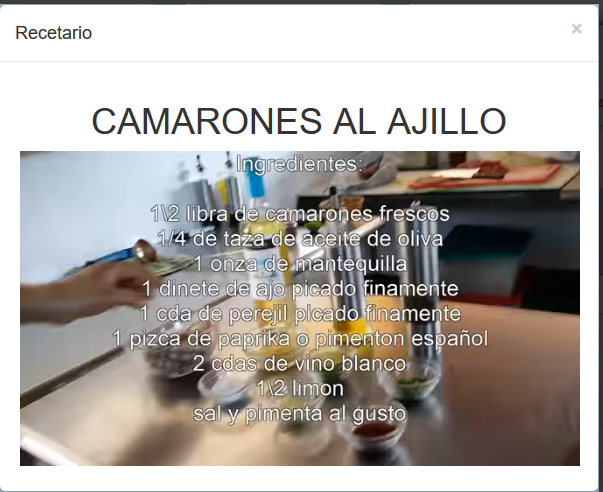 Recetario
×
CAMARONES AL AJILLO
Ingredientes:
1\2 libra de camarones frescos
1/4 de taza de aceite de oliva
1 onza de mantequilla
1 dinete de ajo picado finamente
1 cda de perejil picado finamente
1 pizca de paprika o pimenton español
2 cdas de vino blanco
1\2 limon
sal y pimenta al gusto